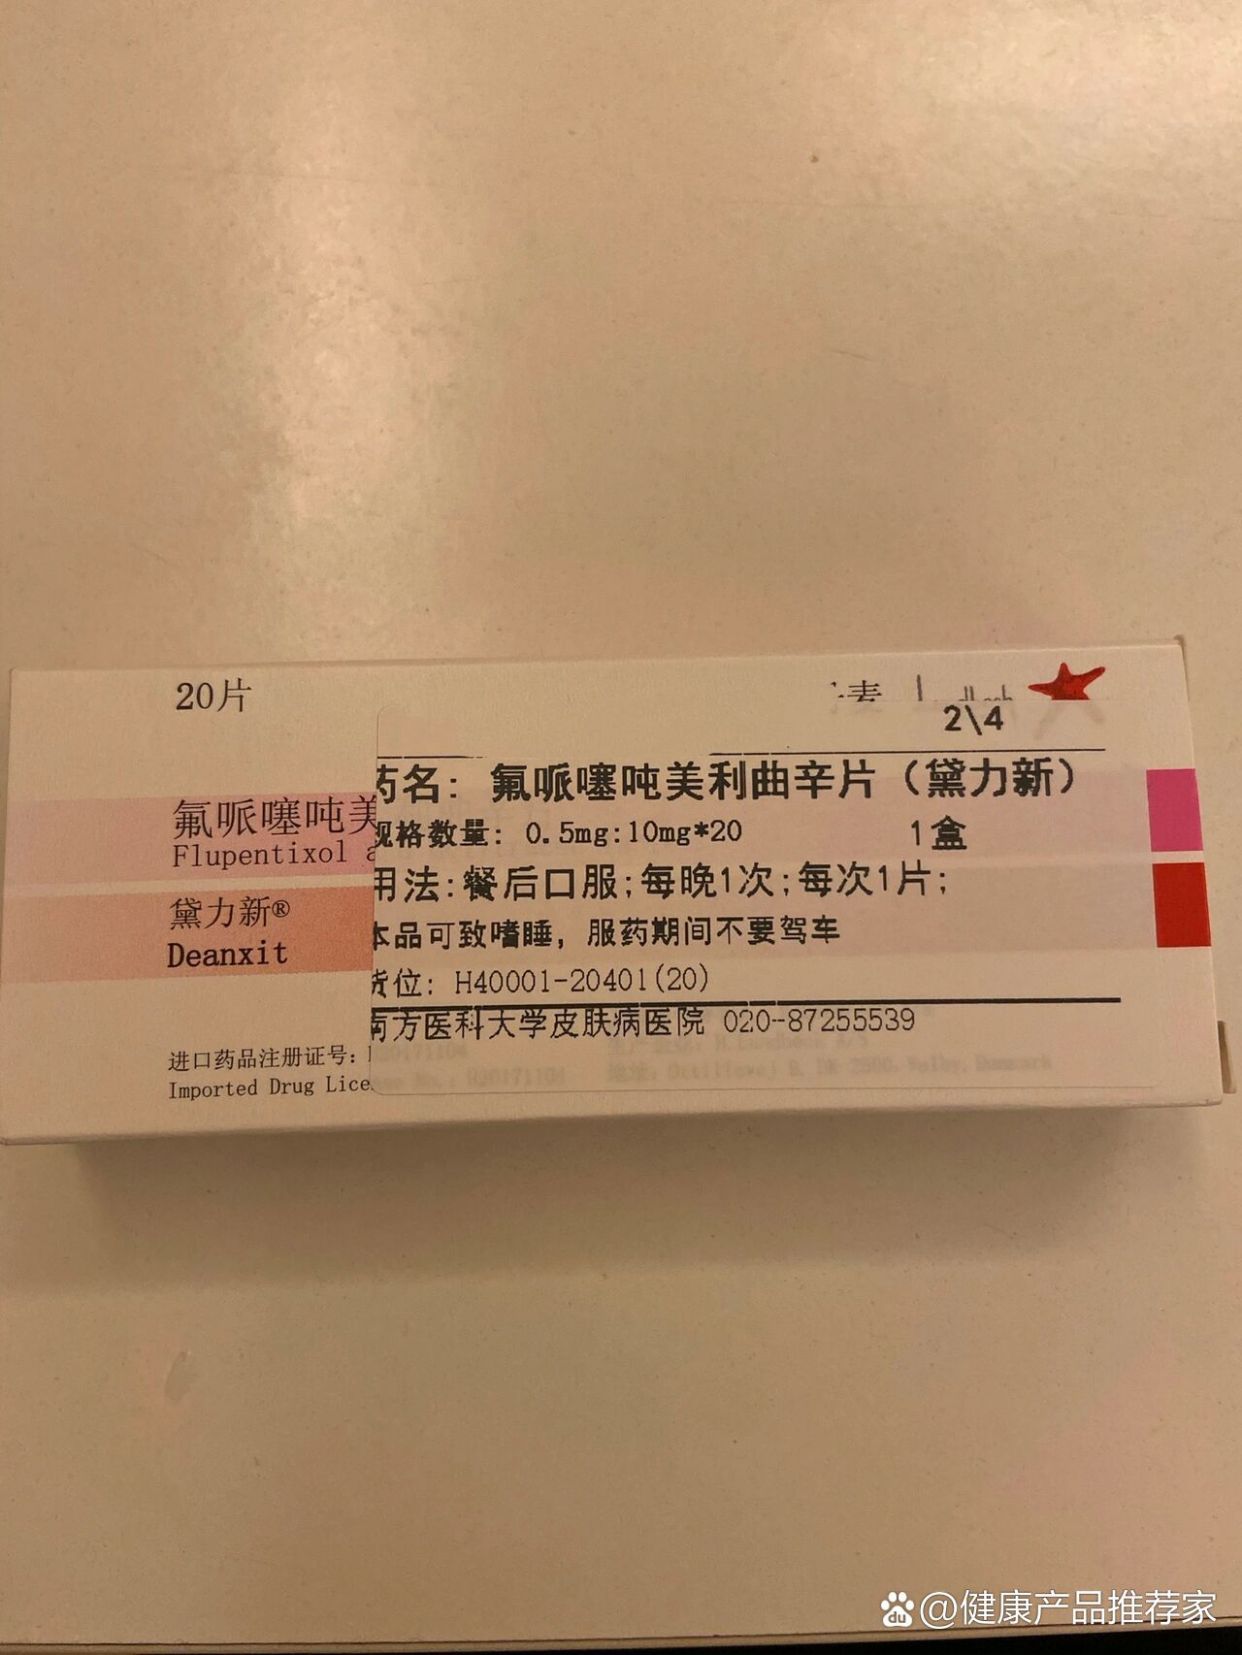 20片
2\4
药名: 氟哌噻吨美利曲辛片（黛力新）
规格数量: 0.5mg:10mg*20 1盒
用法:餐后口服;每晚1次;每次1片;
本品可致嗜睡，服药期间不要驾车
货位: H40001-20401(20)
南方医科大学皮肤病医院 020-87255539
氟哌噻吨美
Flupentixol a
黛力新®
Deanxit
进口药品注册证号:
Imported Drug Lice
@健康产品推荐家